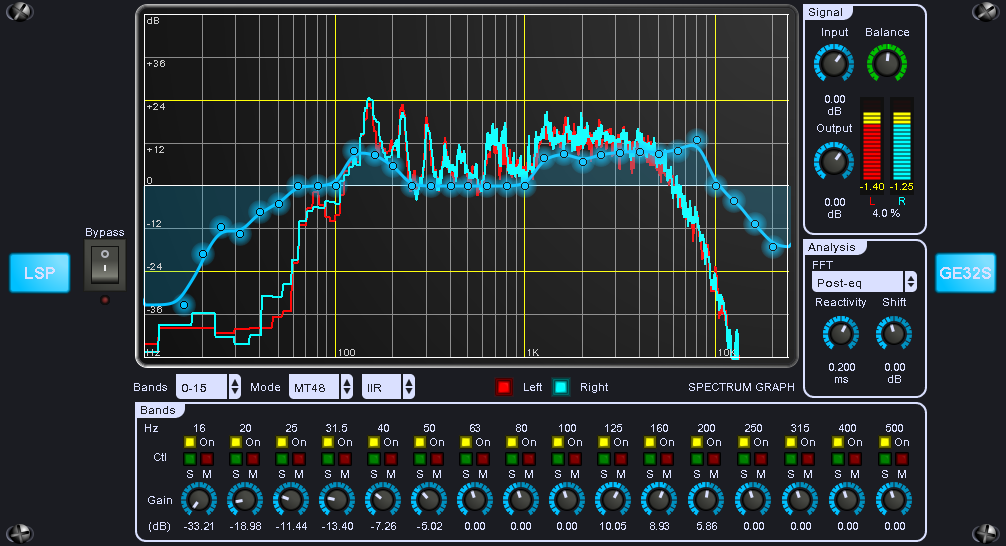 dB
+36
+24
+12
0
-12
-24
-36
Hz
100
1K
10K
Signal
Input
Balance
0.00
dB
Output
0.00
dB
-1.40
-1.25
L
R
4.0 %
Bypass
LSP
GE32S
Analysis
FFT
Post-eq
Reactivity
Shift
0.200
ms
0.00
dB
Bands
0-15
Mode
MT48
IIR
Left
Right
SPECTRUM GRAPH
Bands
Hz 16 20 25 31.5 40 50 63 80 100 125 160 200 250 315 400 500
On On On On On On On On On On On On On On On On
Ctl
S M S M S M S M S M S M S M S M S M S M S M S M S M S M S M S M
Gain
(dB) -33.21 -18.98 -11.44 -13.40 -7.26 -5.02 0.00 0.00 0.00 10.05 8.93 5.86 0.00 0.00 0.00 0.00